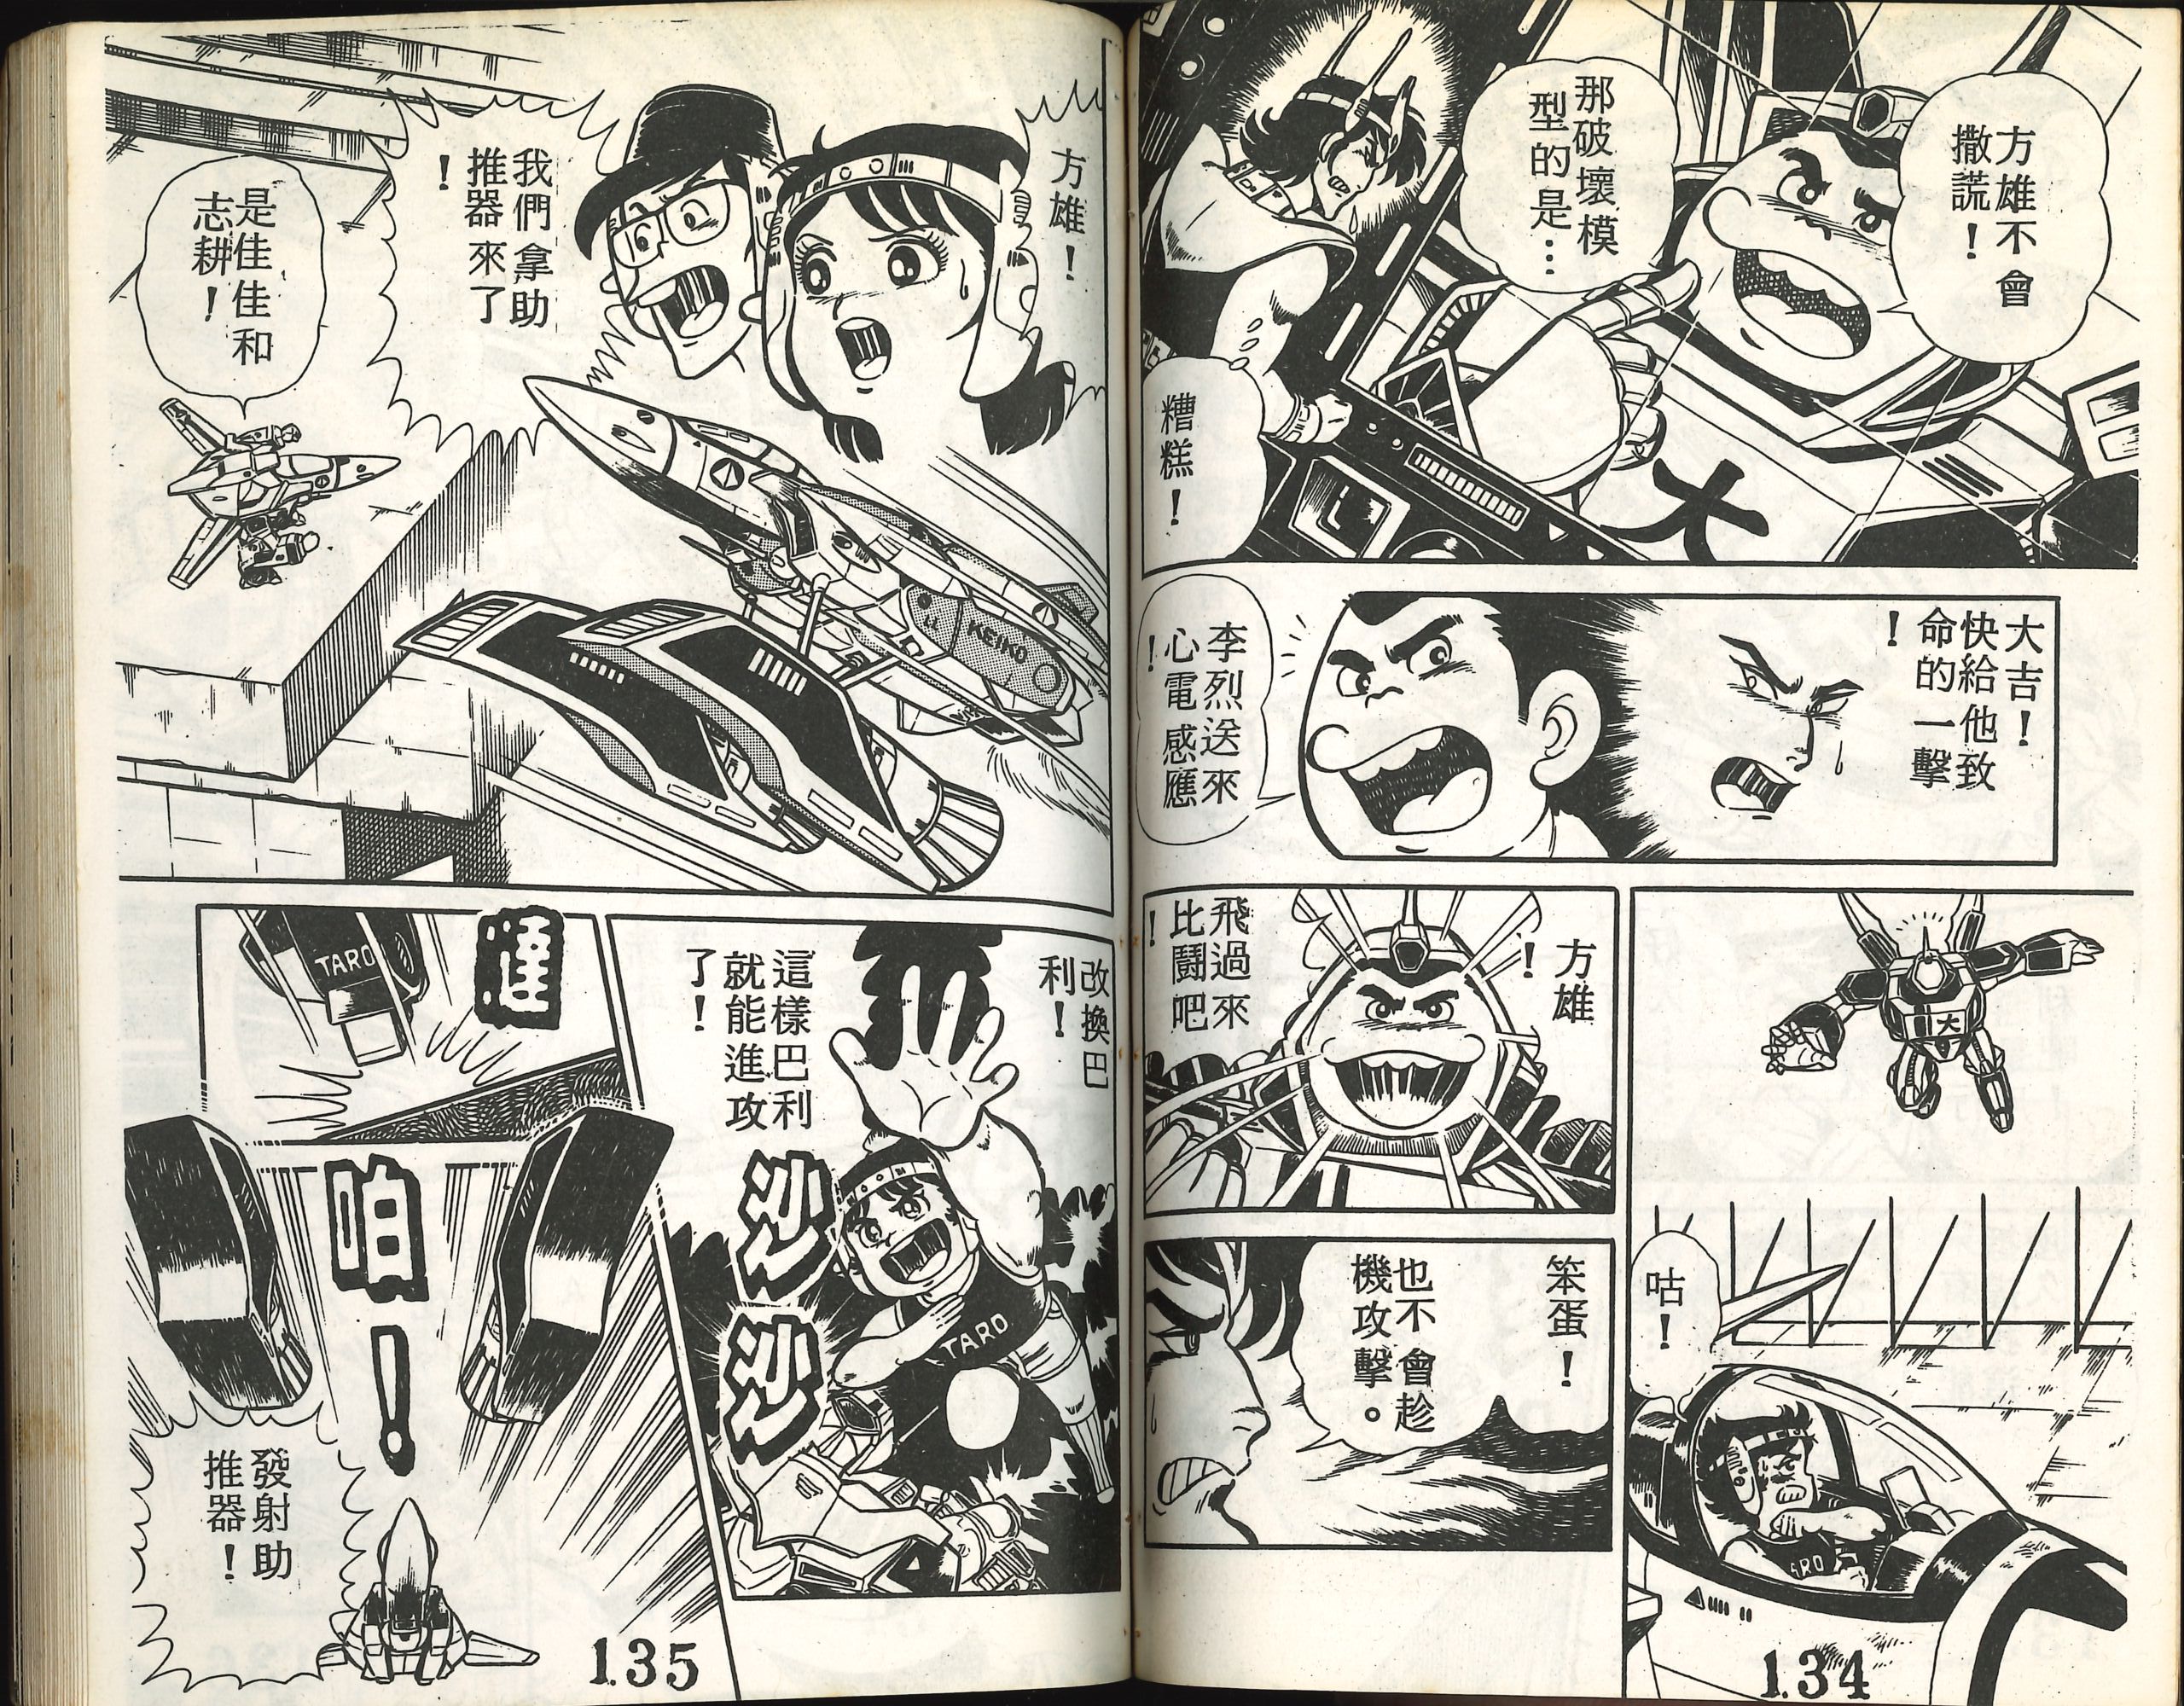 方雄不會
撒謊！
那破壞模
型的是…
糟糕！
大
大吉！
快給他致
命的一擊
！
李烈送來
心電感應
！
大
咕！
ARO
方雄
！
飛過來
比鬪吧
！
笨蛋！
也不會趁
機攻擊。
134
方雄！
我們拿助
推器來了
！
KEIKO
是佳佳和
志耕！
改換巴
利！
這樣巴利
就能進攻
了！
TARO
沙沙
TARO
咱！
發射助
推器！
135